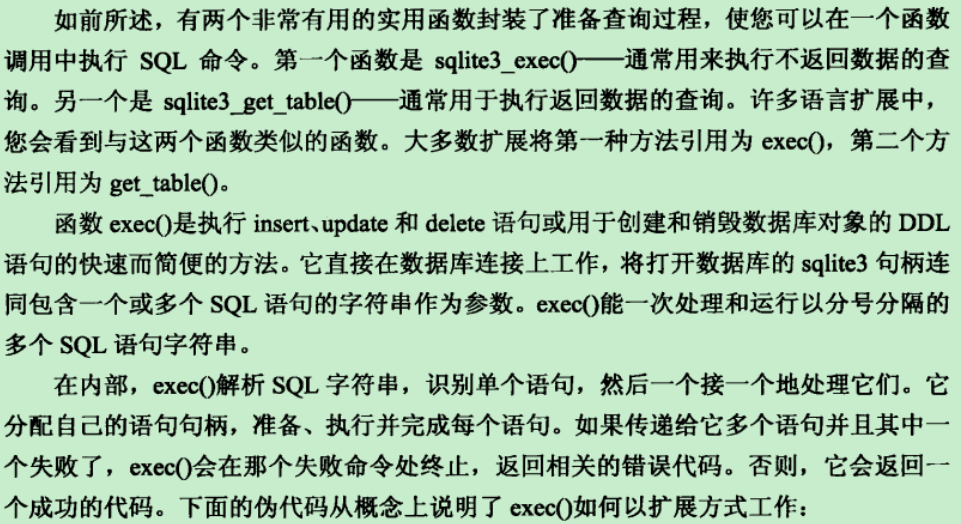 如前所述，有两个非常有用的实用函数封装了准备查询过程，使您可以在一个函数
调用中执行 SQL 命令。第一个函数是 sqlite3_exec()——通常用来执行不返回数据的查
询。另一个是 sqlite3_get_table()——通常用于执行返回数据的查询。许多语言扩展中，
您会看到与这两个函数类似的函数。大多数扩展将第一种方法引用为 exec()，第二个方
法引用为 get_table()。
函数 exec()是执行 insert、update 和 delete 语句或用于创建和销毁数据库对象的 DDL
语句的快速而简便的方法。它直接在数据库连接上工作，将打开数据库的 sqlite3 句柄连
同包含一个或多个 SQL 语句的字符串作为参数。exec()能一次处理和运行以分号分隔的
多个 SQL 语句字符串。
在内部，exec()解析 SQL 字符串，识别单个语句，然后一个接一个地处理它们。它
分配自己的语句句柄，准备、执行并完成每个语句。如果传递给它多个语句并且其中一
个失败了，exec()会在那个失败命令处终止，返回相关的错误代码。否则，它会返回一
个成功的代码。下面的伪代码从概念上说明了 exec()如何以扩展方式工作：